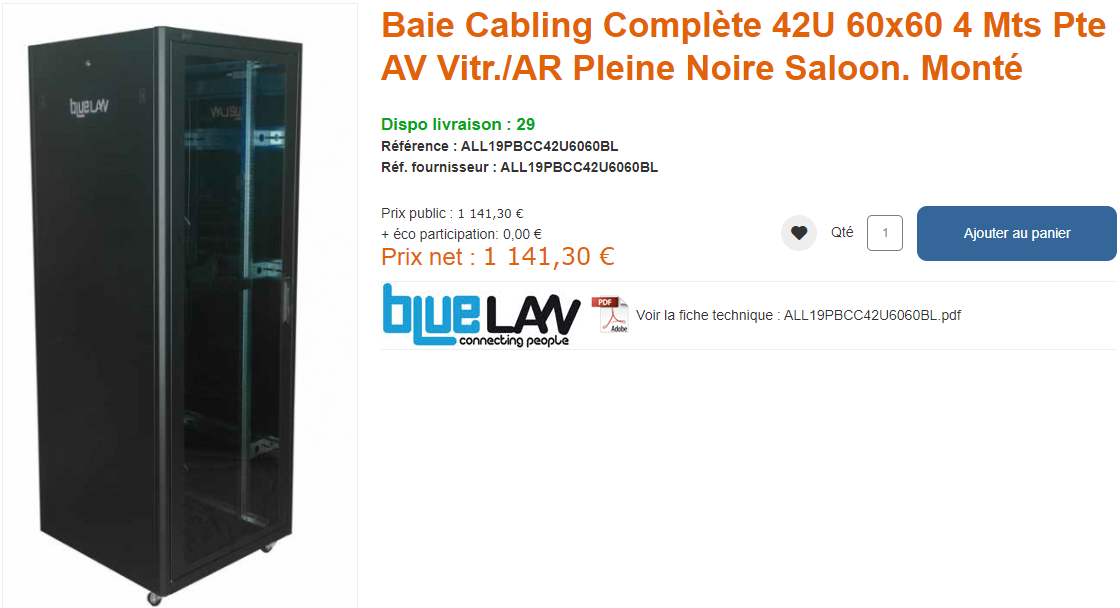 Baie Cabling Complète 42U 60x60 4 Mts Pte
AV Vitr./AR Pleine Noire Saloon. Monté
Dispo livraison : 29
Référence : ALL19PBCC42U6060BL
Réf. fournisseur : ALL19PBCC42U6060BL
Prix public : 1 141,30 €
+ éco participation: 0,00 €
Prix net : 1 141,30 €
Qté
1
Ajouter au panier
blueLAN
connecting people
PDF
Adobe
Voir la fiche technique : ALL19PBCC42U6060BL.pdf
blueLAN